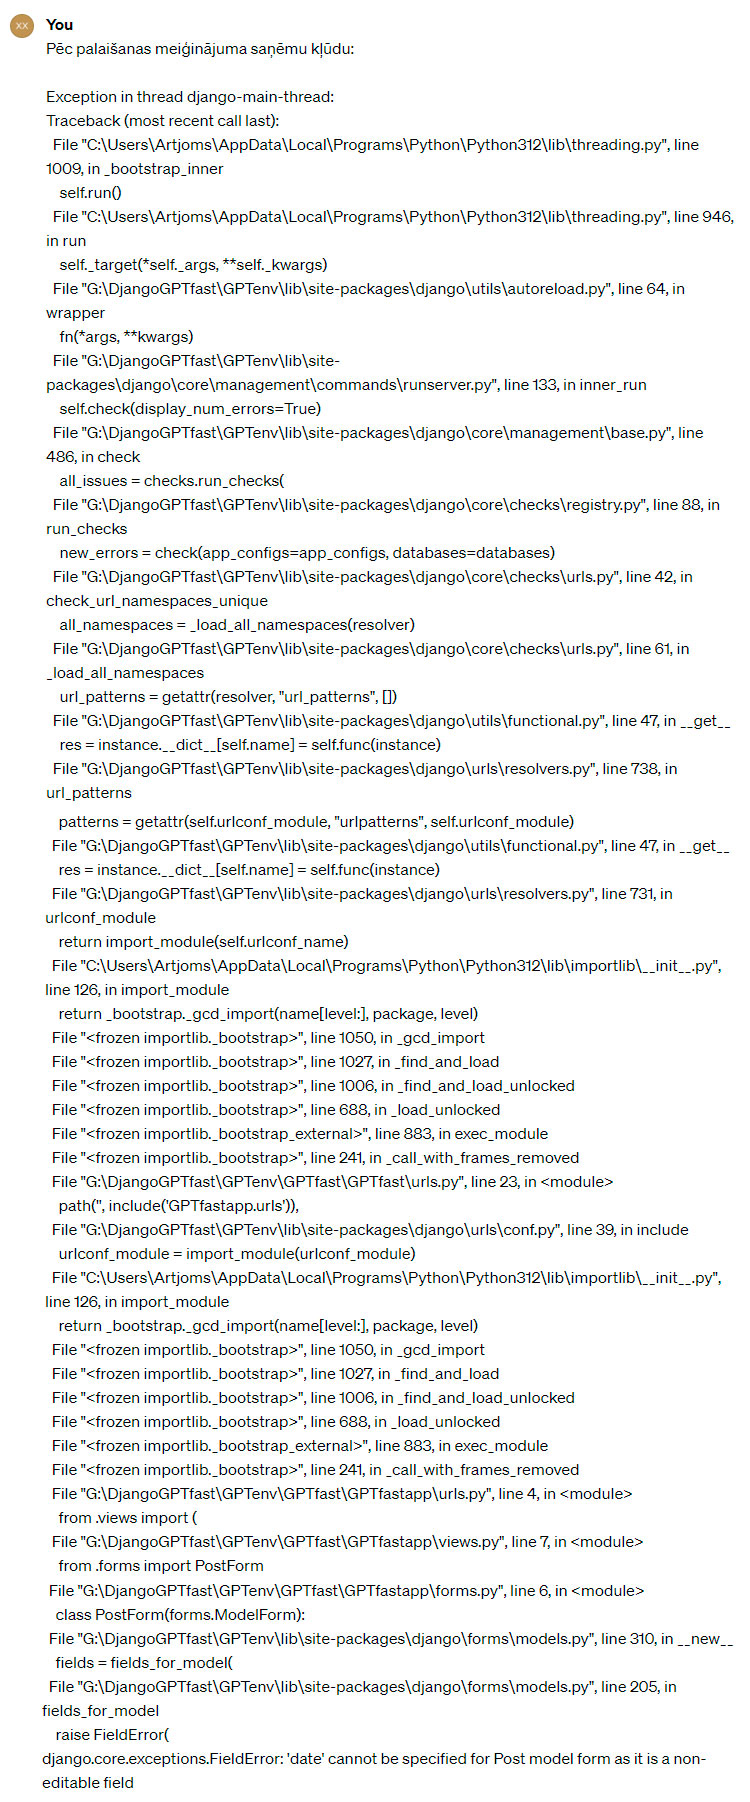 XX You
Pēc palaišanas meiģinājuma saņēmu kļūdu:
Exception in thread django-main-thread:
Traceback (most recent call last):
File "C:\Users\Artjoms\AppData\Local\Programs\Python\Python312\lib\threading.py", line
1009, in _bootstrap_inner
self.run()
File "C:\Users\Artjoms\AppData\Local\Programs\Python\Python312\lib\threading.py", line 946,
in run
self._target(*self._args, **self._kwargs)
File "G:\DjangoGPTfast\GPTenv\lib\site-packages\django\utils\autoreload.py", line 64, in
wrapper
fn(*args, **kwargs)
File "G:\DjangoGPTfast\GPTenv\lib\site-
packages\django\core\management\commands\runserver.py", line 133, in inner_run
self.check(display_num_errors=True)
File "G:\DjangoGPTfast\GPTenv\lib\site-packages\django\core\management\base.py", line
486, in check
all_issues = checks.run_checks(
File "G:\DjangoGPTfast\GPTenv\lib\site-packages\django\core\checks\registry.py", line 88, in
run_checks
new_errors = check(app_configs=app_configs, databases=databases)
File "G:\DjangoGPTfast\GPTenv\lib\site-packages\django\core\checks\urls.py", line 42, in
check_url_namespaces_unique
all_namespaces = _load_all_namespaces(resolver)
File "G:\DjangoGPTfast\GPTenv\lib\site-packages\django\core\checks\urls.py", line 61, in
_load_all_namespaces
url_patterns = getattr(resolver, "url_patterns", [])
File "G:\DjangoGPTfast\GPTenv\lib\site-packages\django\utils\functional.py", line 47, in __get__
res = instance.__dict__[self.name] = self.func(instance)
File "G:\DjangoGPTfast\GPTenv\lib\site-packages\django\urls\resolvers.py", line 738, in
url_patterns
patterns = getattr(self.urlconf_module, "urlpatterns", self.urlconf_module)
File "G:\DjangoGPTfast\GPTenv\lib\site-packages\django\utils\functional.py", line 47, in __get__
res = instance.__dict__[self.name] = self.func(instance)
File "G:\DjangoGPTfast\GPTenv\lib\site-packages\django\urls\resolvers.py", line 731, in
urlconf_module
return import_module(self.urlconf_name)
File "C:\Users\Artjoms\AppData\Local\Programs\Python\Python312\lib\importlib\__init__.py",
line 126, in import_module
return _bootstrap._gcd_import(name[level:], package, level)
File "<frozen importlib._bootstrap>", line 1050, in _gcd_import
File "<frozen importlib._bootstrap>", line 1027, in _find_and_load
File "<frozen importlib._bootstrap>", line 1006, in _find_and_load_unlocked
File "<frozen importlib._bootstrap>", line 688, in _load_unlocked
File "<frozen importlib._bootstrap_external>", line 883, in exec_module
File "<frozen importlib._bootstrap>", line 241, in _call_with_frames_removed
File "G:\DjangoGPTfast\GPTenv\GPTfast\GPTfast\urls.py", line 23, in <module>
path('', include('GPTfastapp.urls')),
File "G:\DjangoGPTfast\GPTenv\lib\site-packages\django\urls\conf.py", line 39, in include
urlconf_module = import_module(urlconf_module)
File "C:\Users\Artjoms\AppData\Local\Programs\Python\Python312\lib\importlib\__init__.py",
line 126, in import_module
return _bootstrap._gcd_import(name[level:], package, level)
File "<frozen importlib._bootstrap>", line 1050, in _gcd_import
File "<frozen importlib._bootstrap>", line 1027, in _find_and_load
File "<frozen importlib._bootstrap>", line 1006, in _find_and_load_unlocked
File "<frozen importlib._bootstrap>", line 688, in _load_unlocked
File "<frozen importlib._bootstrap_external>", line 883, in exec_module
File "<frozen importlib._bootstrap>", line 241, in _call_with_frames_removed
File "G:\DjangoGPTfast\GPTenv\GPTfast\GPTfastapp\urls.py", line 4, in <module>
from .views import (
File "G:\DjangoGPTfast\GPTenv\GPTfast\GPTfastapp\views.py", line 7, in <module>
from .forms import PostForm
File "G:\DjangoGPTfast\GPTenv\GPTfast\GPTfastapp\forms.py", line 6, in <module>
class PostForm(forms.ModelForm):
File "G:\DjangoGPTfast\GPTenv\lib\site-packages\django\forms\models.py", line 310, in __new__
fields = fields_for_model(
File "G:\DjangoGPTfast\GPTenv\lib\site-packages\django\forms\models.py", line 205, in
fields_for_model
raise FieldError(
django.core.exceptions.FieldError: 'date' cannot be specified for Post model form as it is a non-
editable field